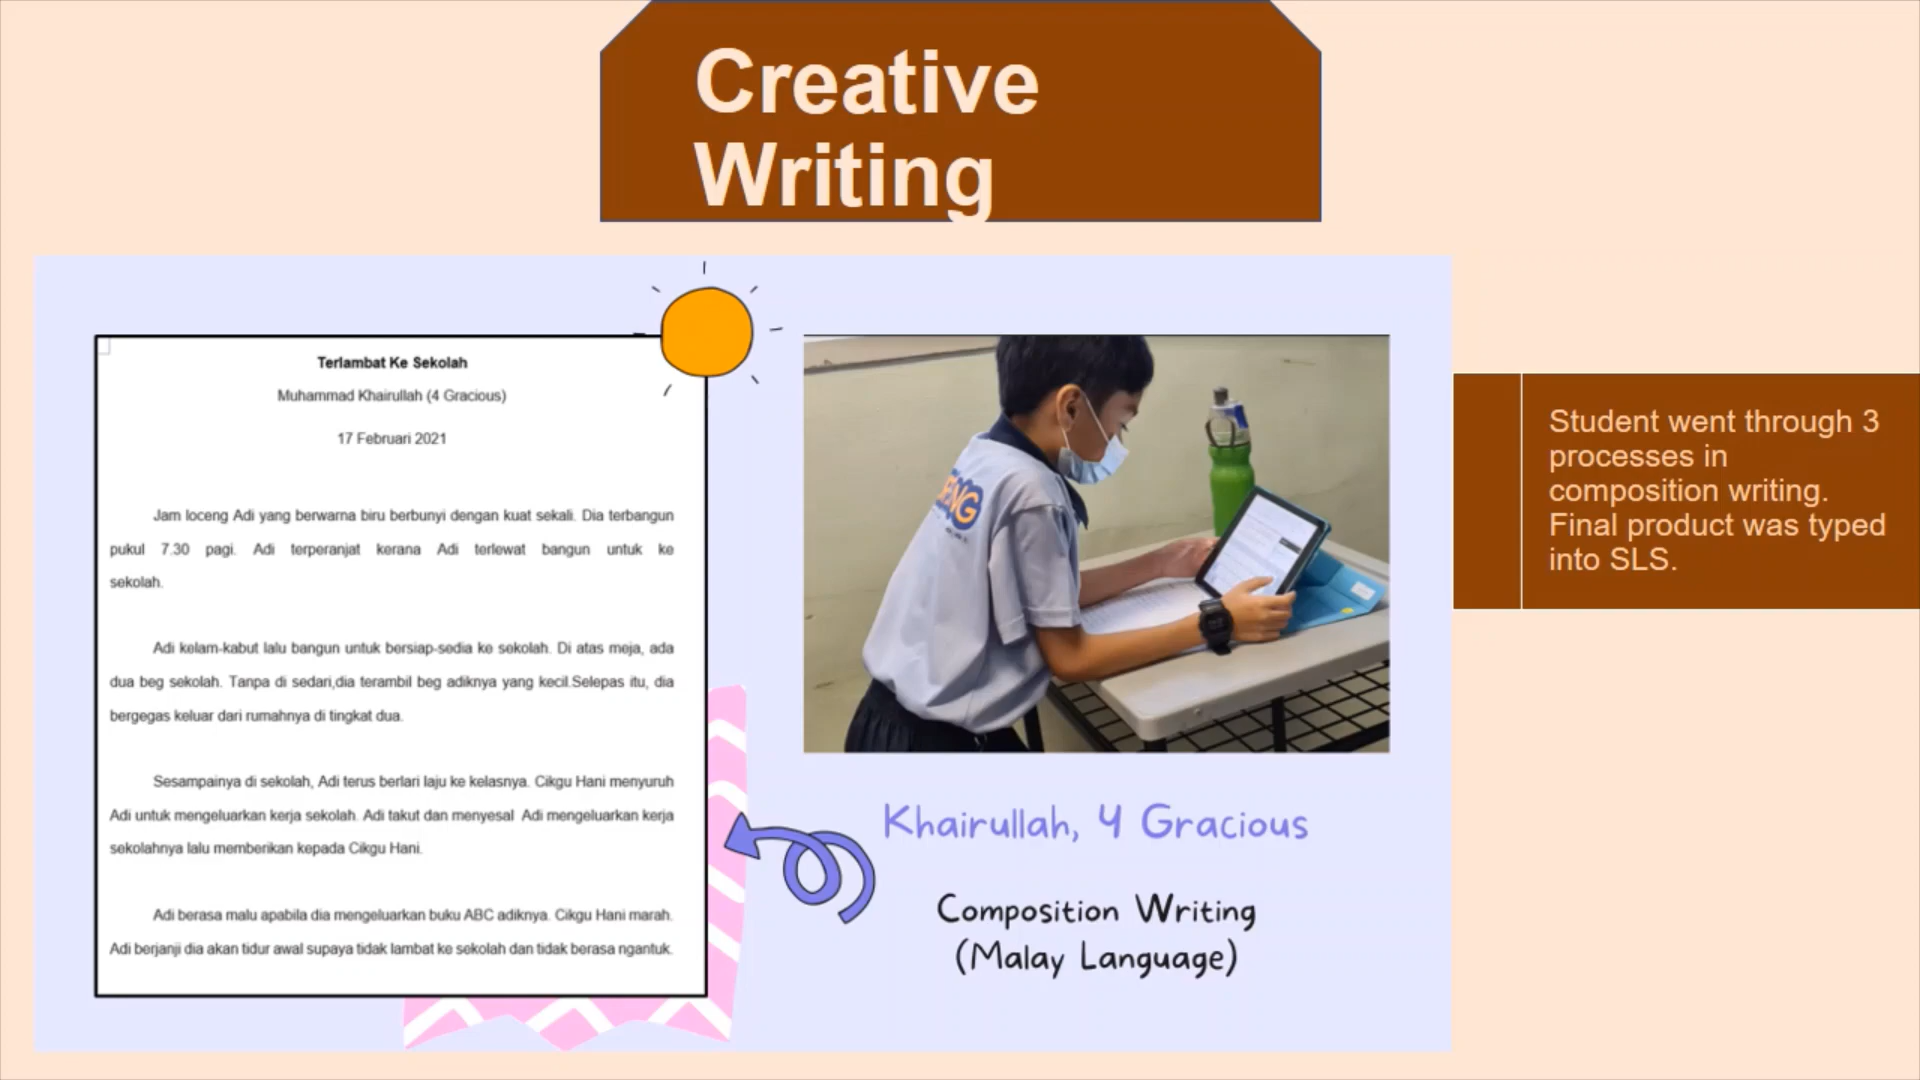 Creative
Writing
Terlambat Ke Sekolah
Muhammad Khairullah (4 Gracious)
17 Februari 2021
Jam loceng Adi yang berwarna biru berbunyi dengan kuat sekali. Dia terbangun
pukul 7.30 pagi. Adi terperanjat kerana Adi terlewat bangun untuk ke
sekolah.
Adi kelam-kabut lalu bangun untuk bersiap-sedia ke sekolah. Di atas meja, ada
dua beg sekolah. Tanpa di sedari,dia terambil beg adiknya yang kecil.Selepas itu, dia
bergegas keluar dari rumahnya di tingkat dua.
Sesampainya di sekolah, Adi terus berlari laju ke kelasnya. Cikgu Hani menyuruh
Adi untuk mengeluarkan kerja sekolah. Adi takut dan menyesal Adi mengeluarkan kerja
sekolahnya lalu memberikan kepada Cikgu Hani.
Adi berasa malu apabila dia mengeluarkan buku ABC adiknya. Cikgu Hani marah.
Adi berjanji dia akan tidur awal supaya tidak lambat ke sekolah dan tidak berasa ngantuk.
Khairullah, 4 Gracious
Composition Writing
(Malay Language)
Student went through 3
processes in
composition writing.
Final product was typed
into SLS.